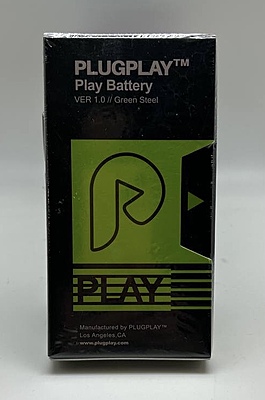 PLUGPLAY™
Play Battery
VER 1.0 // Green Steel
PLAY
Manufactured by PLUGPLAY™
Los Angeles,CA
www.plugplay.com